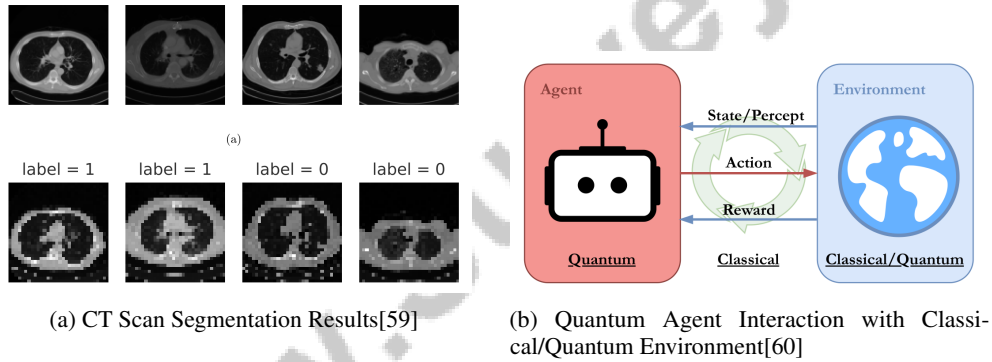 (a)
label = 1
label = 1
label = 0
label = 0
(a) CT Scan Segmentation Results[59]
Agent
Environment
State/Percept
Action
Reward
Quantum
Classical
Classical/Quantum
(b) Quantum Agent Interaction with Classi-
cal/Quantum Environment[60]